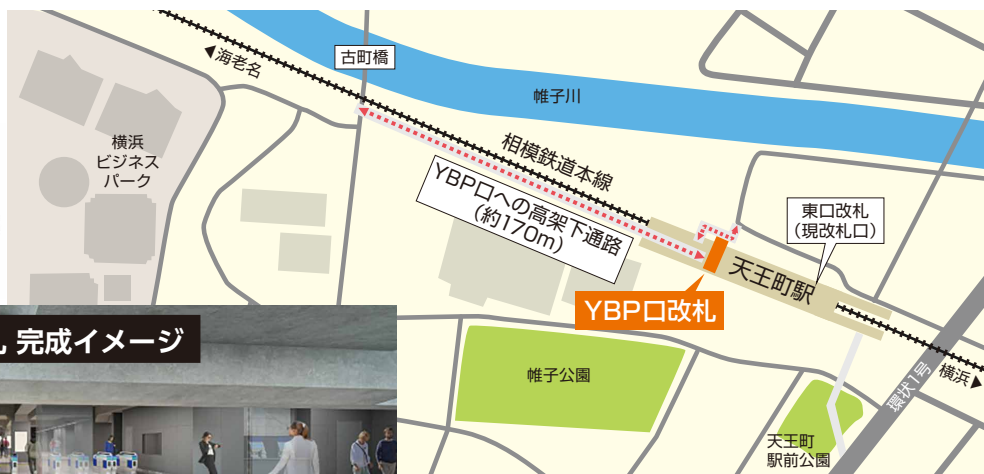 ◀海老名
古町橋
帷子川
横浜
ビジネス
パーク
相模鉄道本線
YBP口への高架下通路
(約170m)
東口改札
(現改札口)
天王町駅
YBP口改札
完成イメージ
帷子公園
環状1号
横浜▶
天王町
駅前公園